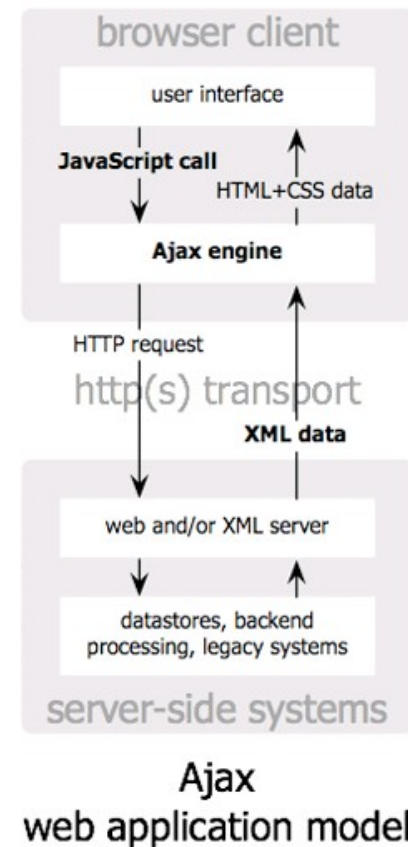 browser client
user interface
JavaScript call
HTML+CSS data
Ajax engine
HTTP request
http(s) transport
XML data
web and/or XML server
datastores, backend
processing, legacy systems
server-side systems
Ajax
web application model